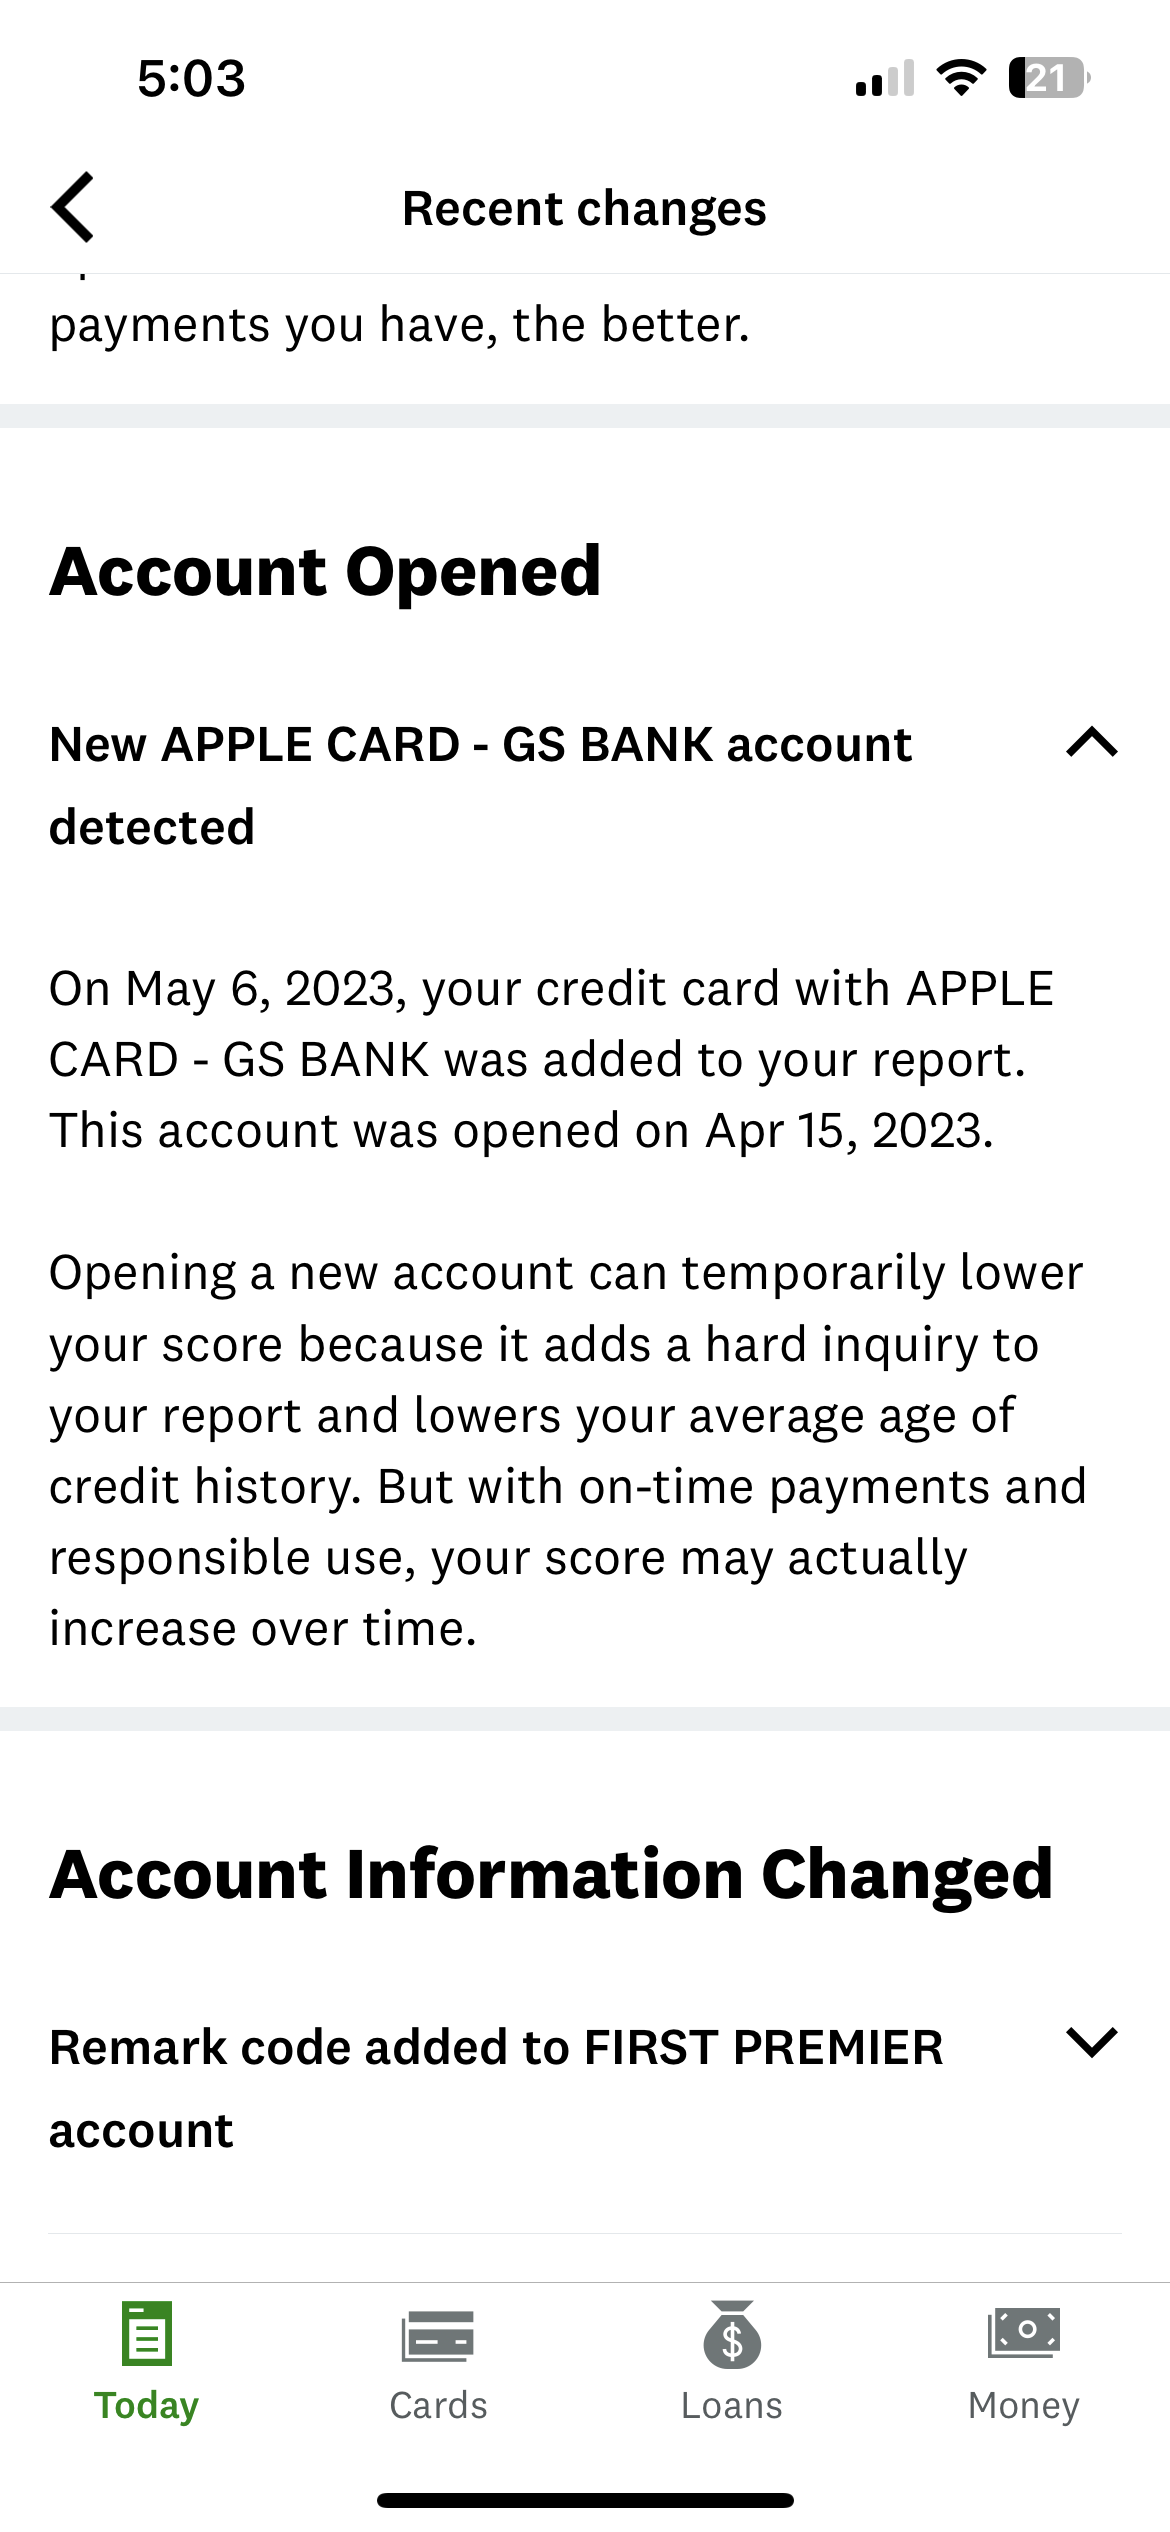 5:03
21
Recent changes
payments you have, the better.
Account Opened
New APPLE CARD - GS BANK account
detected
On May 6, 2023, your credit card with APPLE
CARD - GS BANK was added to your report.
This account was opened on Apr 15, 2023.
Opening a new account can temporarily lower
your score because it adds a hard inquiry to
your report and lowers your average age of
credit history. But with on-time payments and
responsible use, your score may actually
increase over time.
Account Information Changed
Remark code added to FIRST PREMIER
account
Today
Cards
Loans
Money